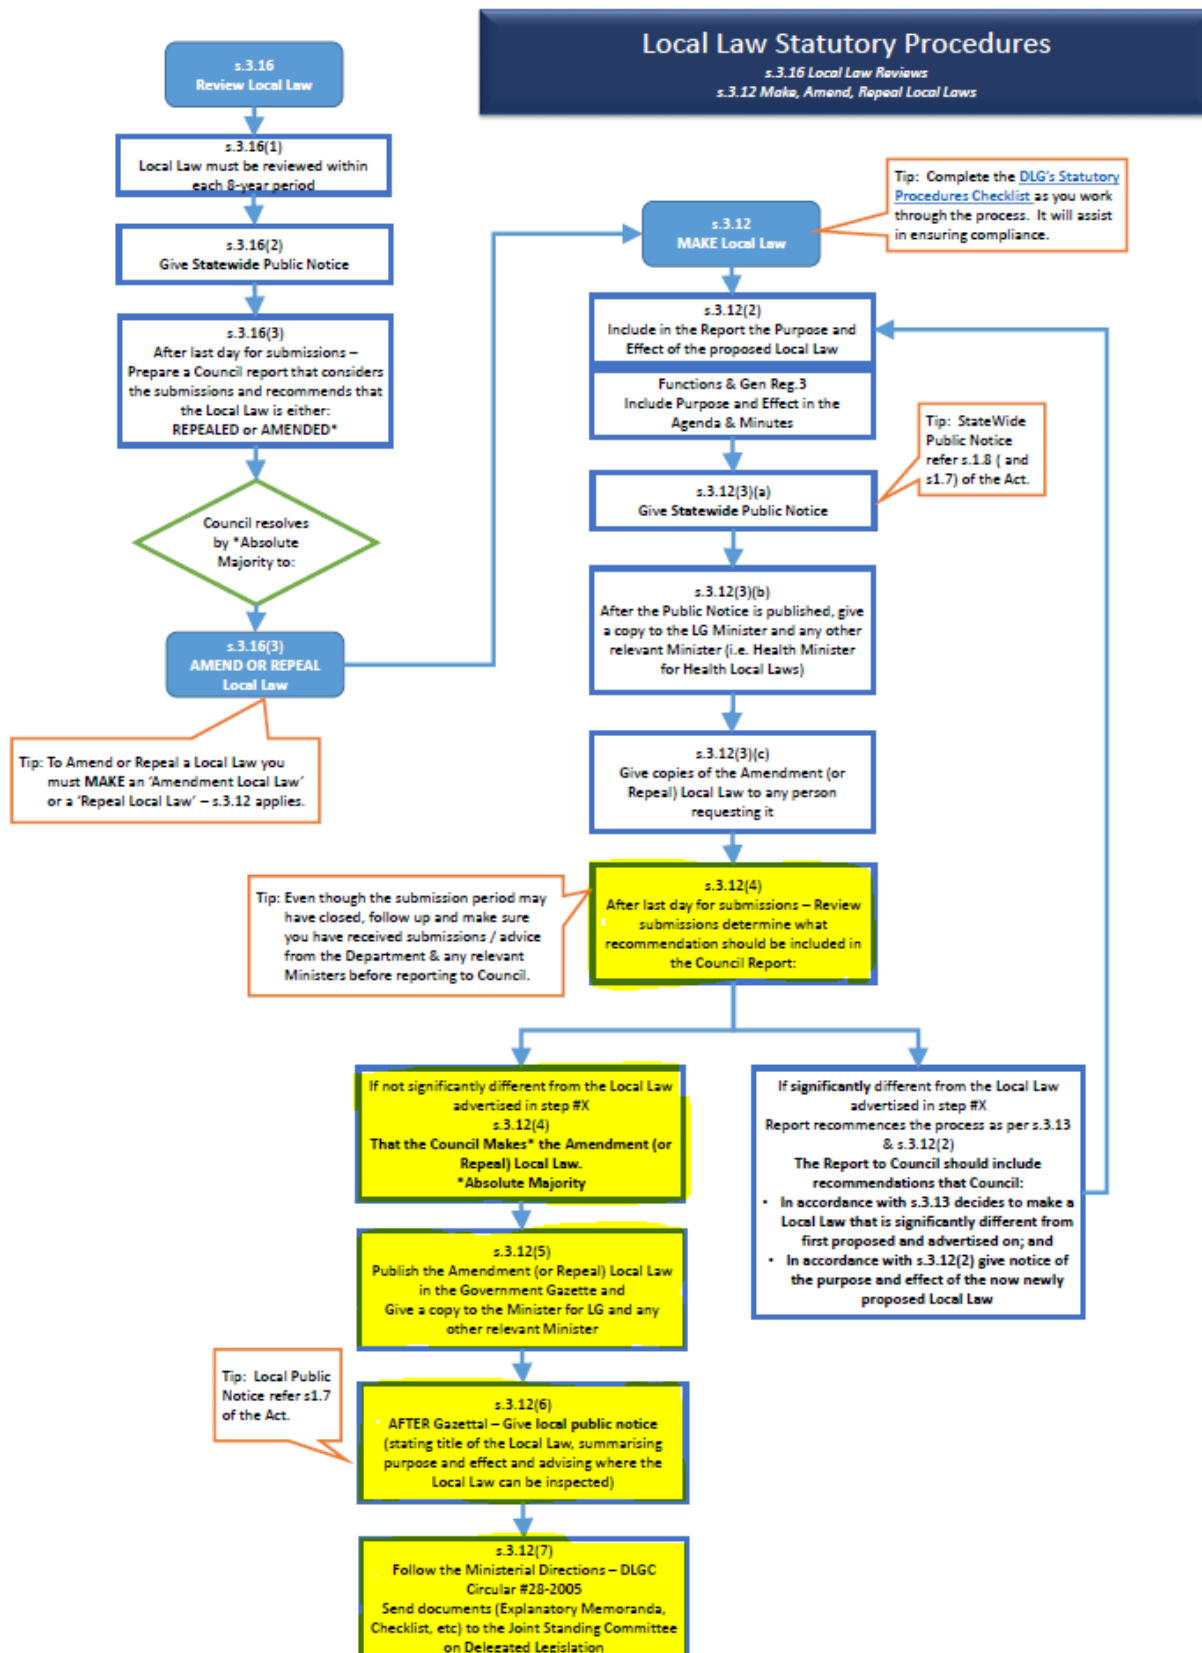 Local Law Statutory Procedures
s.3.16 Local Law Reviews
s.3.12 Make, Amend, Repeal Local Laws
s.3.16
Review Local Law
s.3.16(1)
Local Law must be reviewed within
each 8-year period
s.3.16(2)
Give Statewide Public Notice
s.3.16(3)
After last day for submissions –
Prepare a Council report that considers
the submissions and recommends that
the Local Law is either:
REPEALED or AMENDED*
Council resolves
by *Absolute
Majority to:
s.3.16(3)
AMEND OR REPEAL
Local Law
Tip: To Amend or Repeal a Local Law you
must MAKE an ‘Amendment Local Law’
or a ‘Repeal Local Law’ – s.3.12 applies.
s.3.12
MAKE Local Law
Tip: Complete the DLG's Statutory
Procedures Checklist as you work
through the process. It will assist
in ensuring compliance.
s.3.12(2)
Include in the Report the Purpose and
Effect of the proposed Local Law
Functions & Gen Reg.3
Include Purpose and Effect in the
Agenda & Minutes
Tip: StateWide
Public Notice
refer s.1.8 ( and
s1.7) of the Act.
s.3.12(3)(a)
Give Statewide Public Notice
s.3.12(3)(b)
After the Public Notice is published, give
a copy to the LG Minister and any other
relevant Minister (i.e. Health Minister
for Health Local Laws)
s.3.12(3)(c)
Give copies of the Amendment (or
Repeal) Local Law to any person
requesting it
s.3.12(4)
After last day for submissions – Review
submissions determine what
recommendation should be included in
the Council Report:
Tip: Even though the submission period may
have closed, follow up and make sure
you have received submissions / advice
from the Department & any relevant
Ministers before reporting to Council.
If not significantly different from the Local Law
advertised in step #X
s.3.12(4)
That the Council Makes* the Amendment (or
Repeal) Local Law.
*Absolute Majority
If significantly different from the Local Law
advertised in step #X
Report recommences the process as per s.3.13
& s.3.12(2)
The Report to Council should include
recommendations that Council:
• In accordance with s.3.13 decides to make a
Local Law that is significantly different from
first proposed and advertised on; and
• In accordance with s.3.12(2) give notice of
the purpose and effect of the now newly
proposed Local Law
s.3.12(5)
Publish the Amendment (or Repeal) Local Law
in the Government Gazette and
Give a copy to the Minister for LG and any
other relevant Minister
Tip: Local Public
Notice refer s1.7
of the Act.
s.3.12(6)
AFTER Gazettal – Give local public notice
(stating title of the Local Law, summarising
purpose and effect and advising where the
Local Law can be inspected)
s.3.12(7)
Follow the Ministerial Directions – DLGC
Circular #28-2005
Send documents (Explanatory Memoranda,
Checklist, etc) to the Joint Standing Committee
on Delegated Legislation